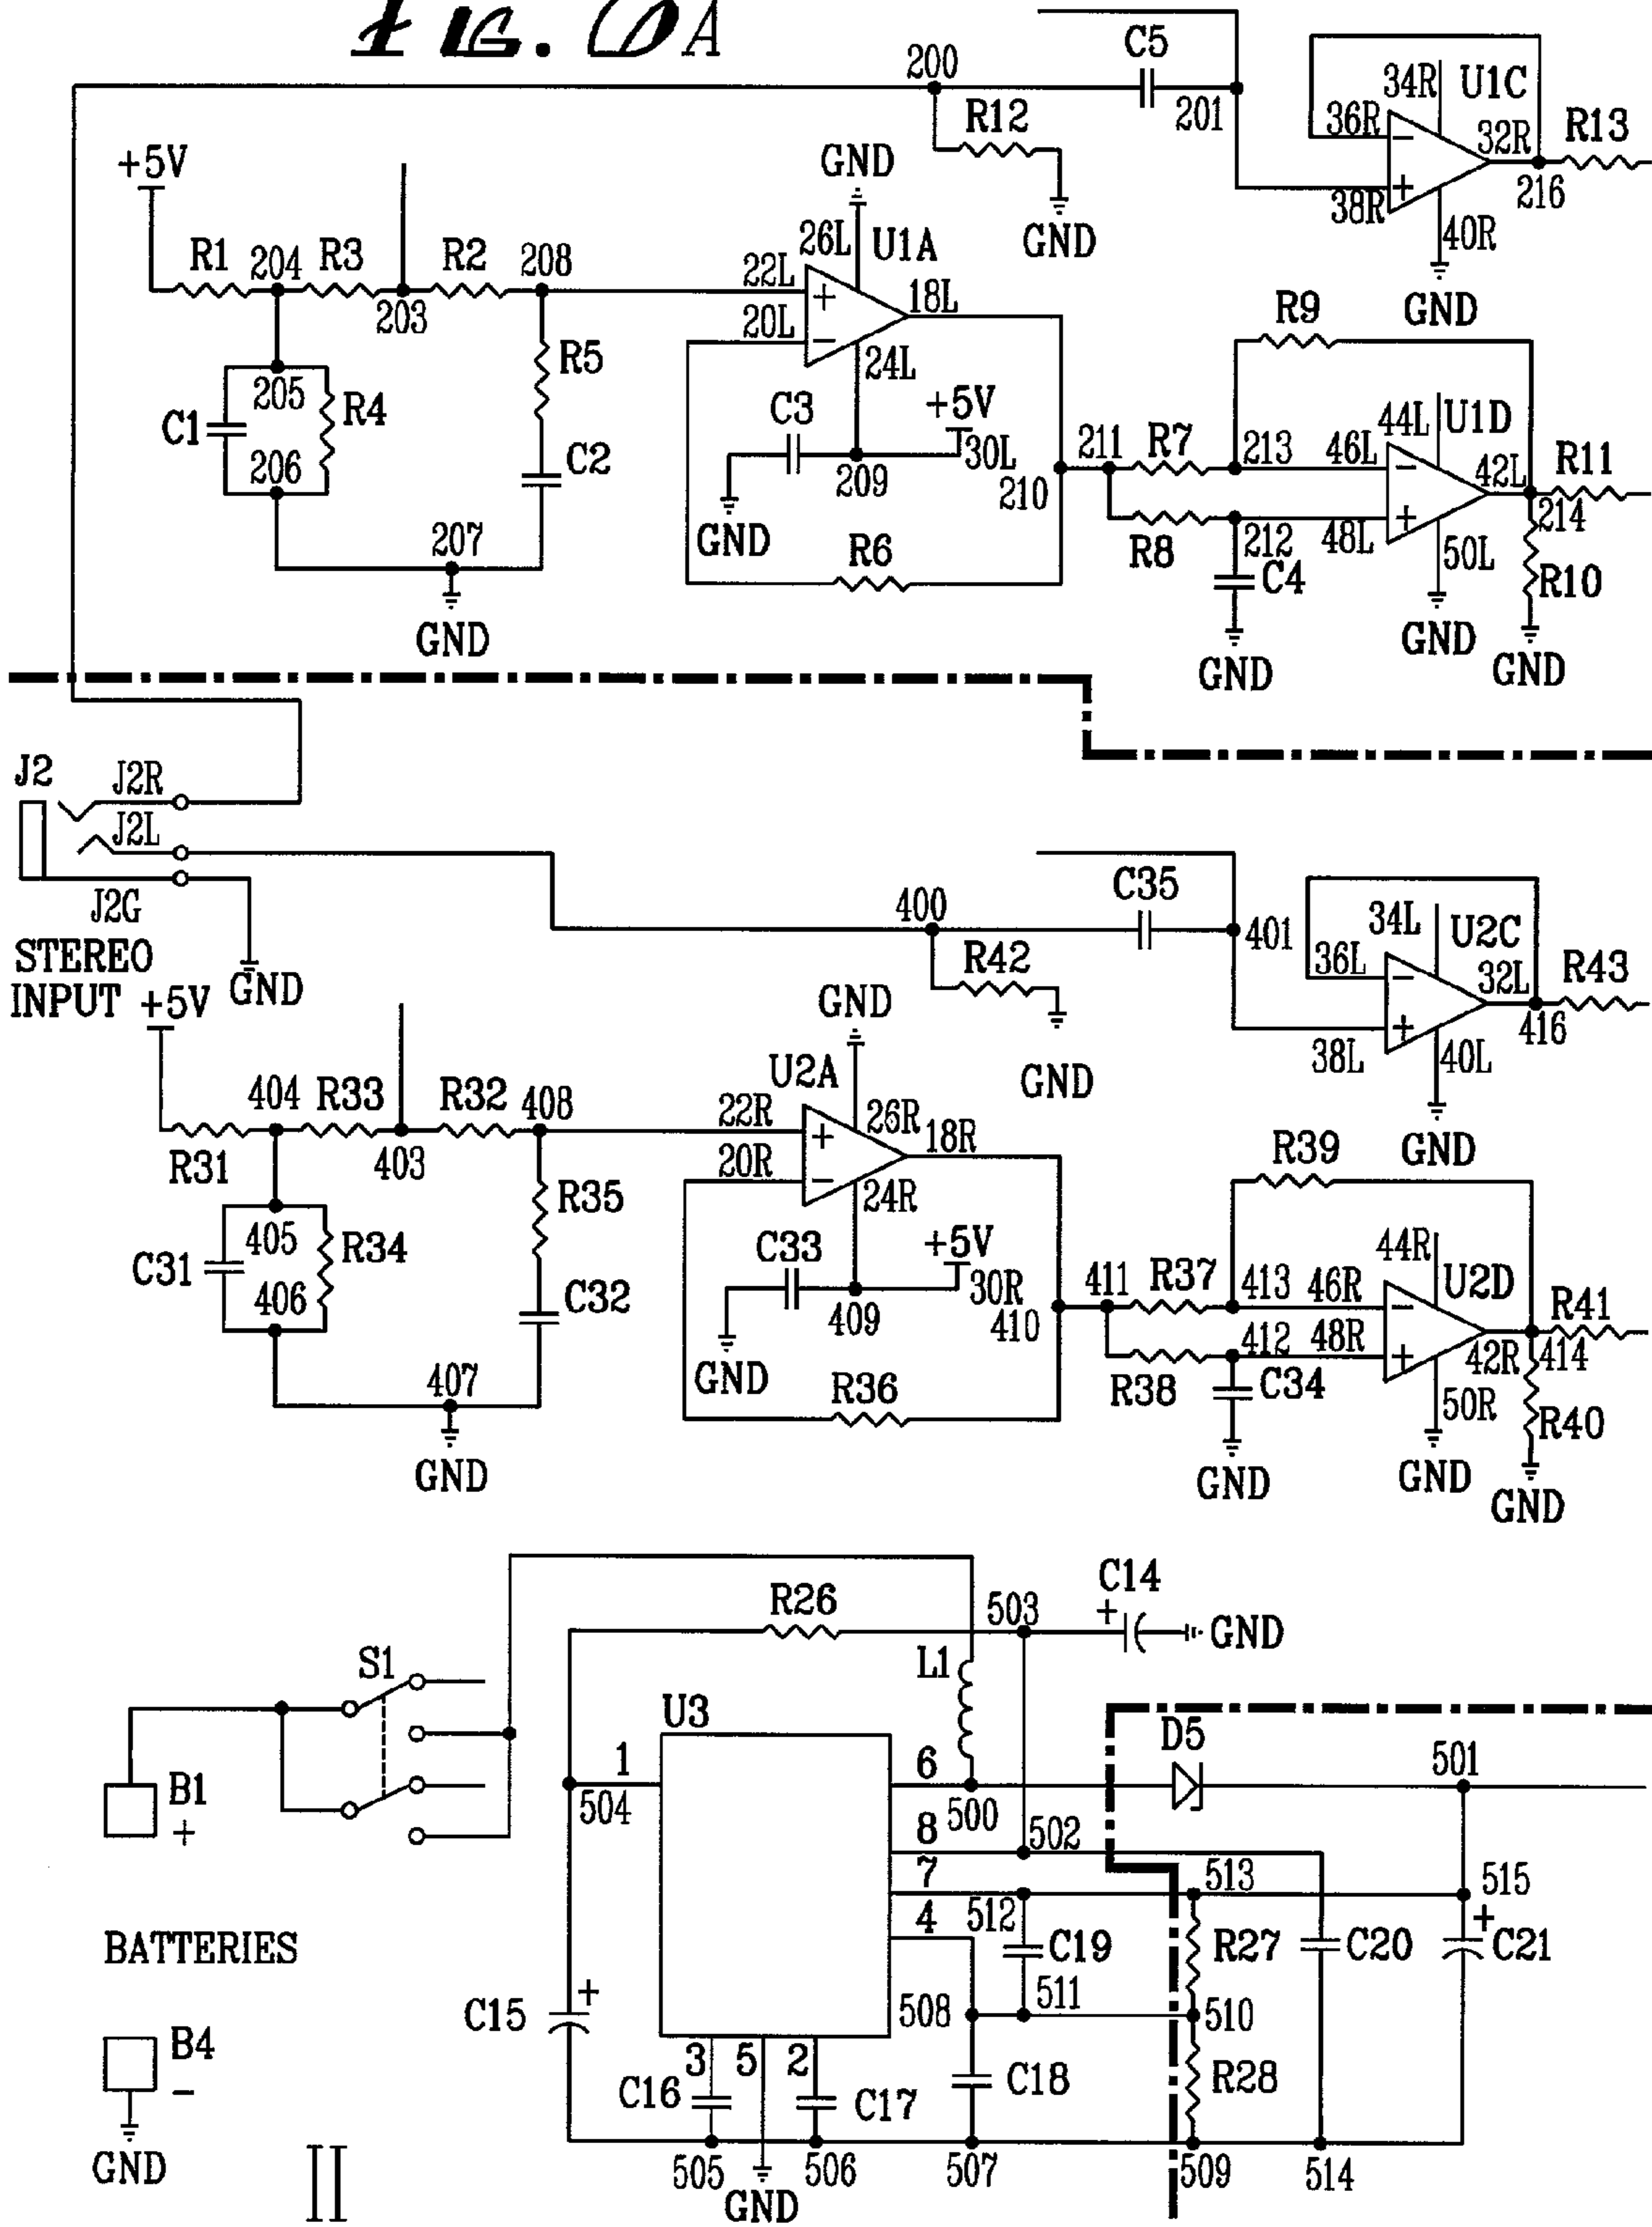 A
200
C5
34R U1C
R12
201
36R
32R
R13
+5V
GND
38R
216
40R
GND
GND
R1 204 R3 R2 208
26L U1A
22L
18L
20L
203
R9
24L
R5
205 R4
C1
C3
+5V
44L U1D
30L
211 R7 213 46L
42L R11
206
C2
209
210
214
GND
R8 212 48L
50L
R6
C4
R10
207
GND
GND
GND
GND
J2 J2R
J2L
J2G
STEREO
INPUT
GND
+5V
400
C35
401
34L U2C
R42
36L
32L R43
GND
38L
416
40L
GND
GND
U2A
404 R33 R32 408
22R
26R
18R
R31
403
20R
R39
24R
R35
405 R34
C31
C33
+5V
44R
U2D
30R
411 R37 413 46R
R41
406
C32
409
410
412 48R
42R 414
GND
R36
R38
C34
50R
R40
407
GND
GND
GND
GND
R26
503
C14
+
GND
S1
L1
U3
D5
501
1
6
B1
+
504
500
8
502
7
513
515
4
512
+
BATTERIES
C19
R27
C20
C21
+
C15
508
511
510
B4
-
3 5 2
C16
C17
C18
R28
GND
505
GND
506
507
509
514
II